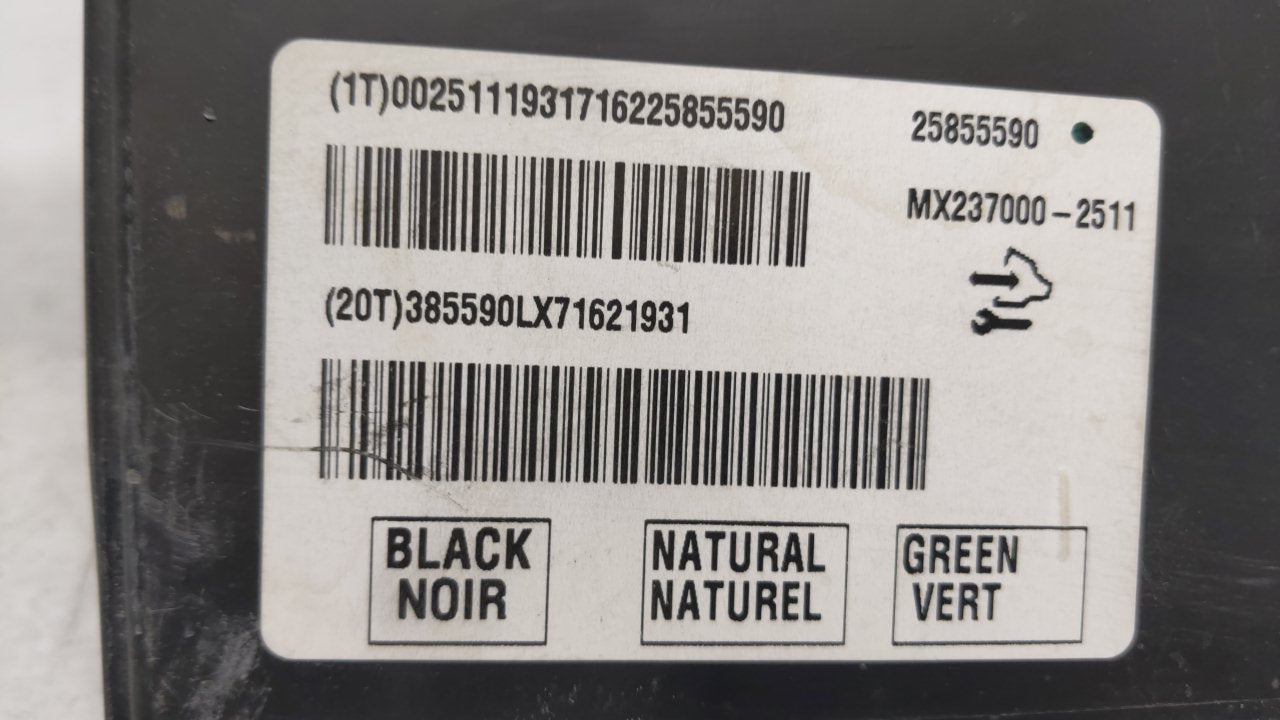 (1T)0025111931716225855590
25855590
MX237000-2511
(20T)385590LX71621931
BLACK
NOIR
NATURAL
NATUREL
GREEN
VERT